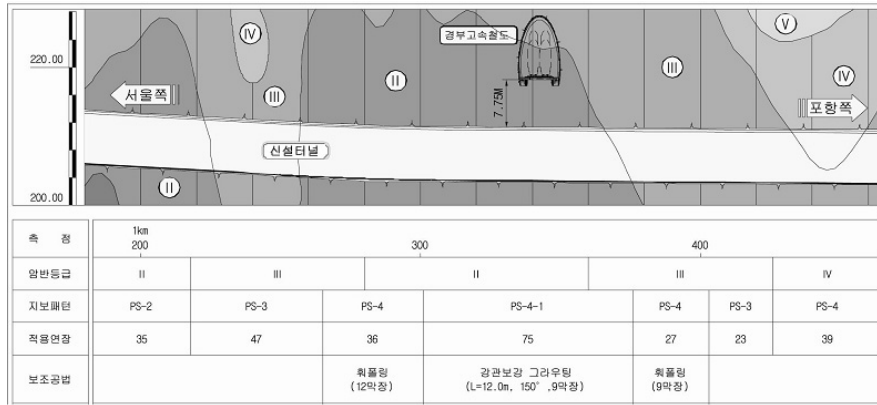 220.00
200.00
Ⅳ
경부고속철도
Ⅴ
Ⅱ
Ⅲ
Ⅲ
Ⅳ
서울쪽
7.75M
포항쪽
신설터널
Ⅱ
측 점
1km
200
300
400
암반등급
Ⅱ
Ⅲ
Ⅱ
Ⅲ
Ⅳ
지보패턴
PS-2
PS-3
PS-4
PS-4-1
PS-4
PS-3
PS-4
적용연장
35
47
36
75
27
23
39
보조공법
훠폴링
(12막장)
강관보강 그라우팅
(L=12.0m, 150° ,9막장)
훠폴링
(9막장)